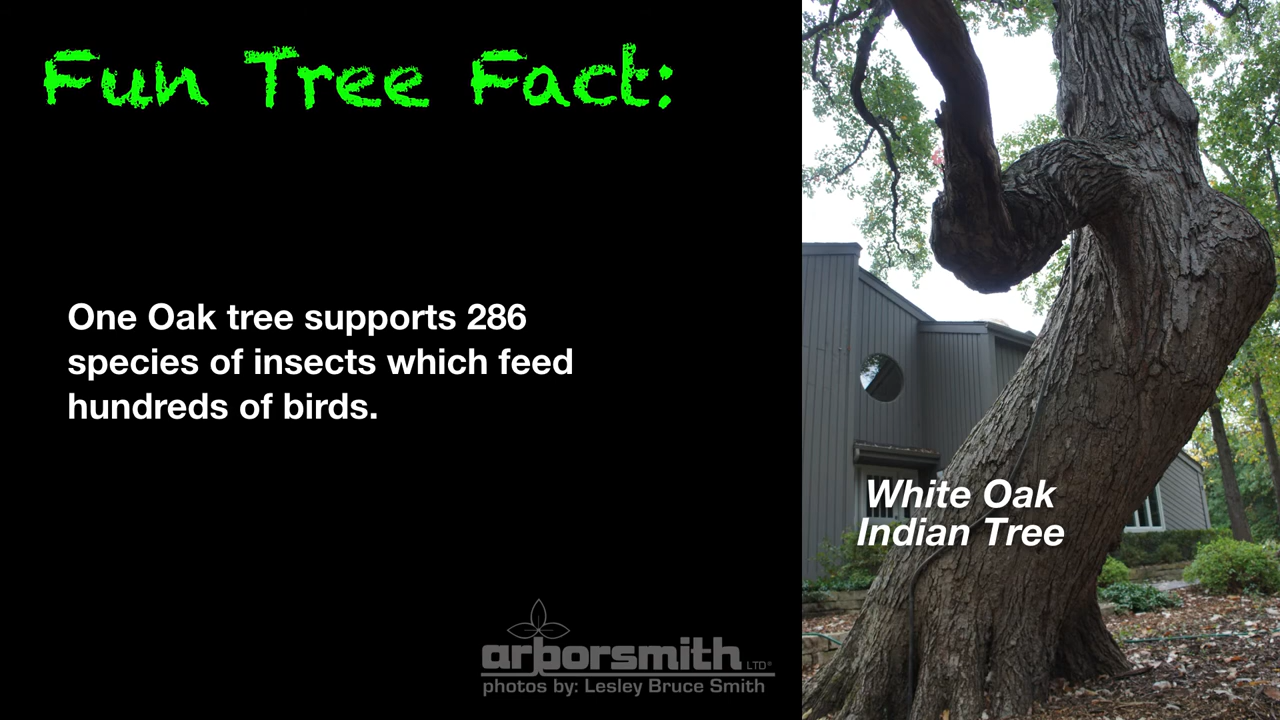 Fun Tree Fact:
One Oak tree supports 286
species of insects which feed
hundreds of birds.
White Oak
Indian Tree
arborsmith LTD®
photos by: Lesley Bruce Smith